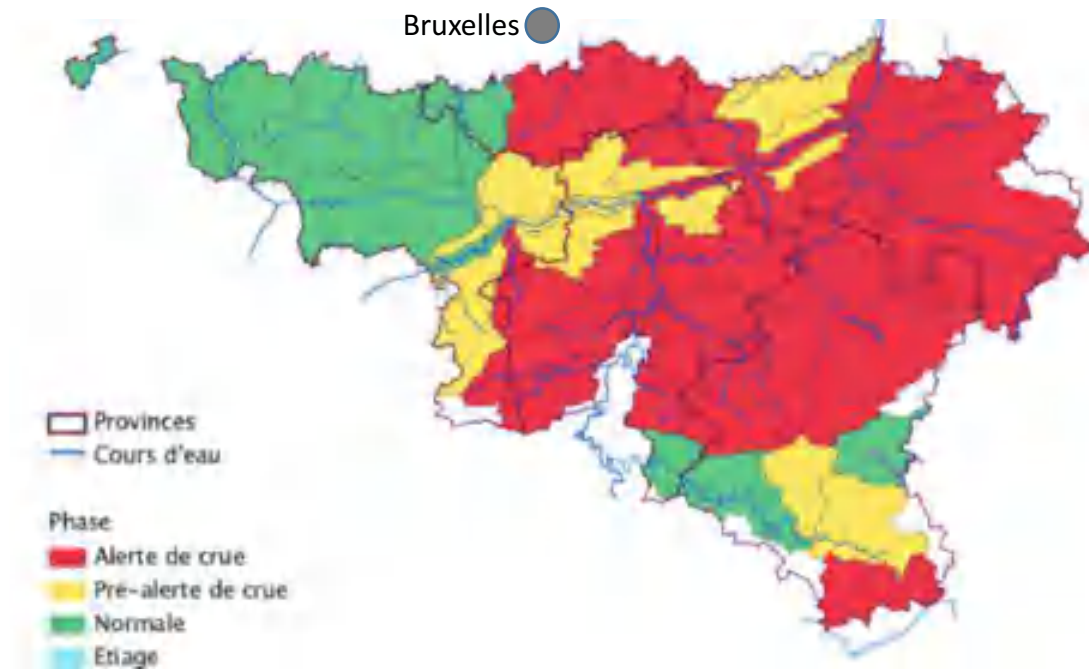 Bruxelles
Provinces
Cours d'eau
Phase
Alerte de crue
Pré-alerte de crue
Normale
Etiage